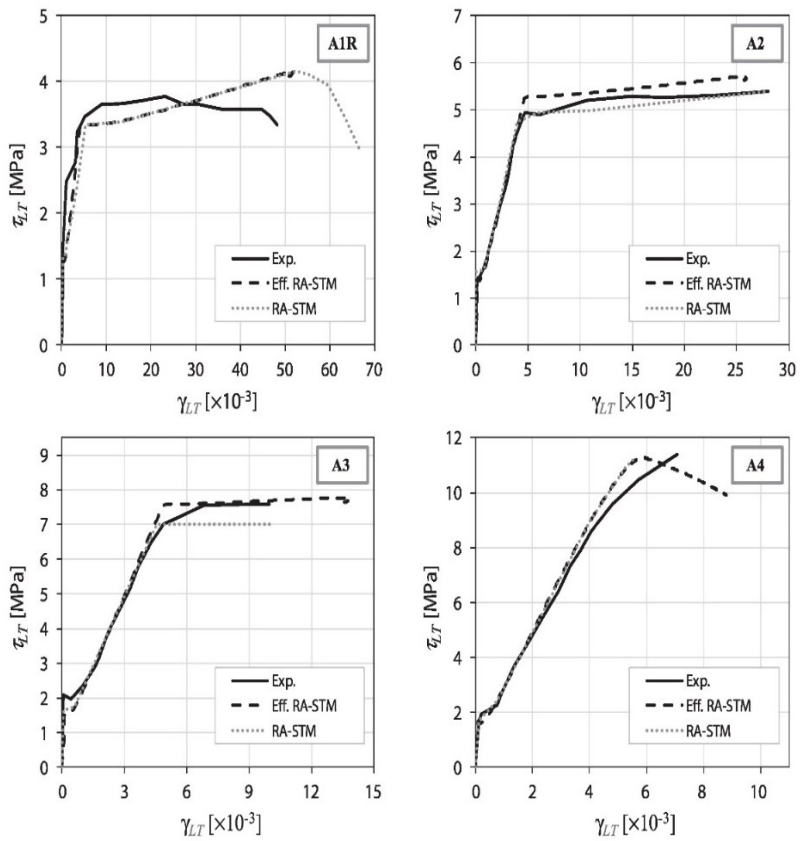 A1R
τLT [MPa]
5
4
3
2
1
0
Exp.
Eff. RA-STM
RA-STM
0 10 20 30 40 50 60 70
γLT [×10⁻³]
A2
τLT [MPa]
7
6
5
4
3
2
1
0
Exp.
Eff. RA-STM
RA-STM
0 5 10 15 20 25 30
γLT [×10⁻³]
A3
τLT [MPa]
9
8
7
6
5
4
3
2
1
0
Exp.
Eff. RA-STM
RA-STM
0 3 6 9 12 15
γLT [×10⁻³]
A4
τLT [MPa]
12
10
8
6
4
2
0
Exp.
Eff. RA-STM
RA-STM
0 2 4 6 8 10
γLT [×10⁻³]